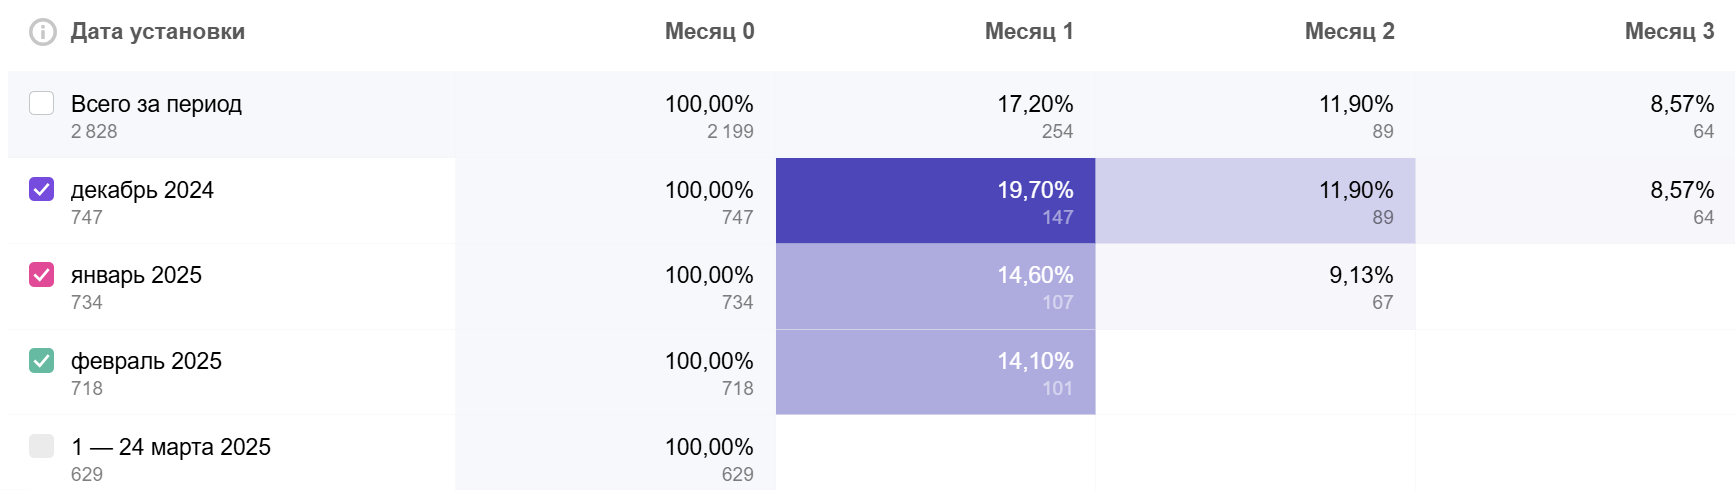 Дата установки Месяц 0 Месяц 1 Месяц 2 Месяц 3
Всего за период 100,00% 17,20% 11,90% 8,57%
2 828 2 199 254 89 64
декабрь 2024 100,00% 19,70% 11,90% 8,57%
747 747 147 89 64
январь 2025 100,00% 14,60% 9,13%
734 734 107 67
февраль 2025 100,00% 14,10%
718 718 101
1 — 24 марта 2025 100,00%
629 629